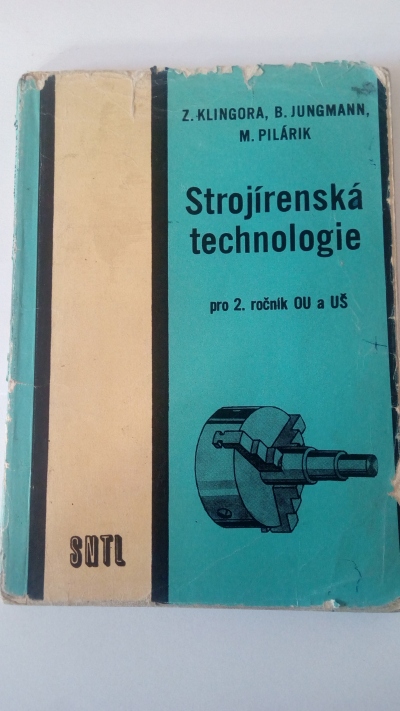 Z. KLINGORA, B. JUNGMANN,
M. PILÁRIK
Strojírenská
technologie
pro 2. ročník OU a UŠ
SNTL